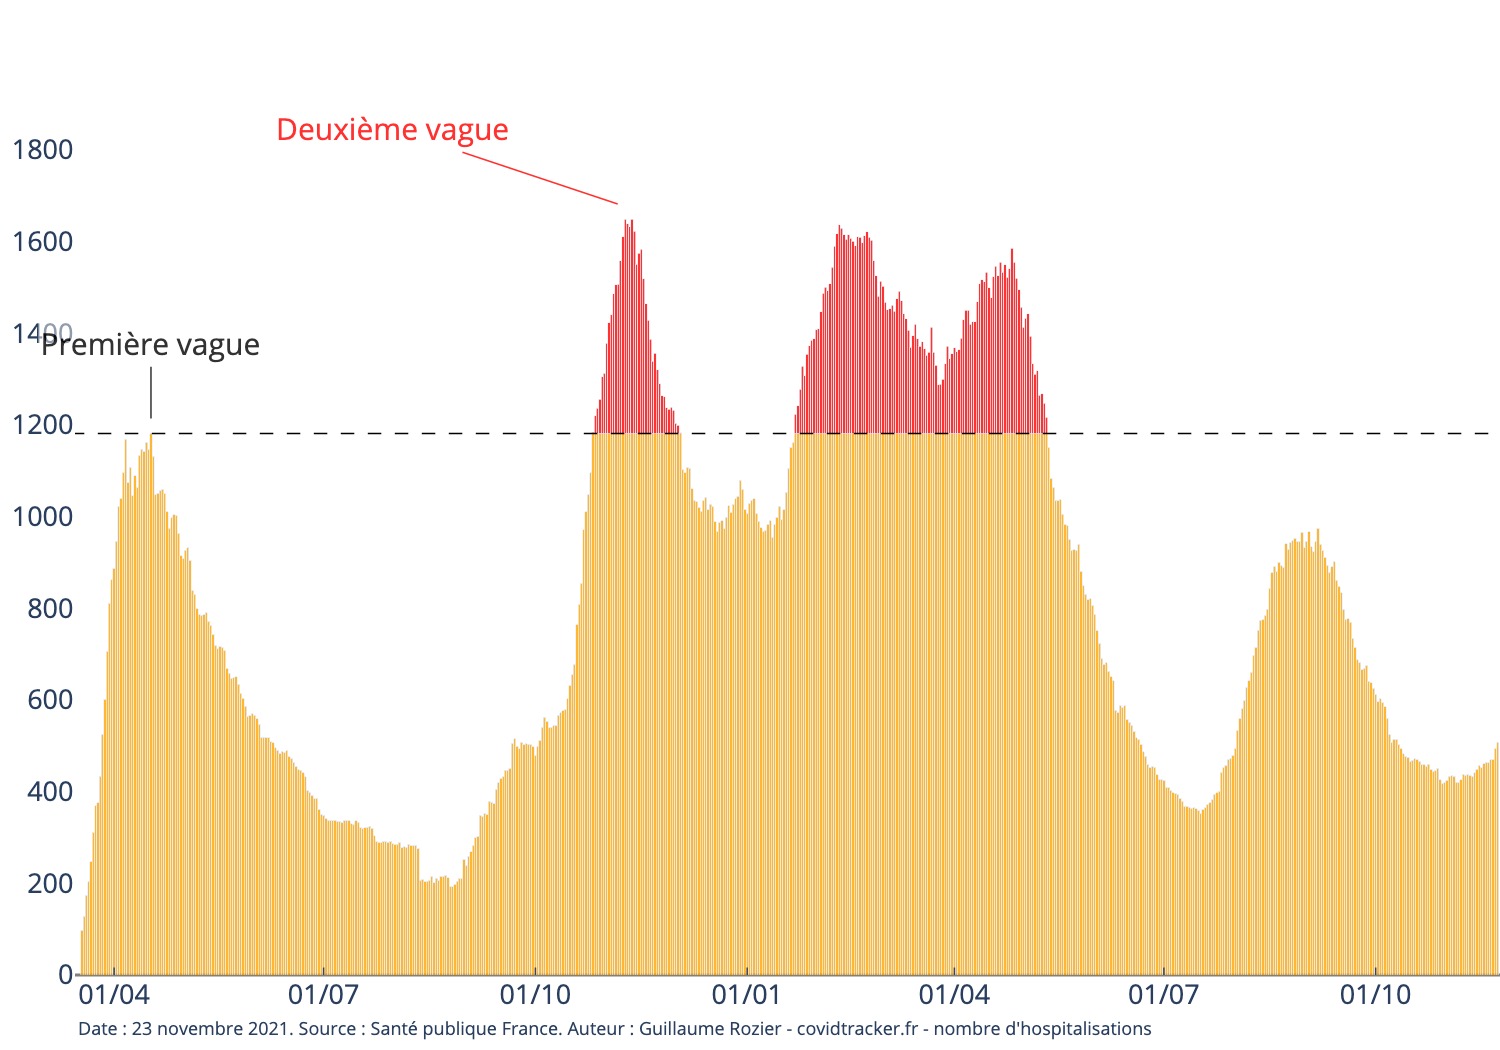 Deuxième vague
1800
1600
1400
Première vague
1200
1000
800
600
400
200
0
01/04 01/07 01/10 01/01 01/04 01/07 01/10
Date : 23 novembre 2021. Source : Santé publique France. Auteur : Guillaume Rozier - covidtracker.fr - nombre d'hospitalisations